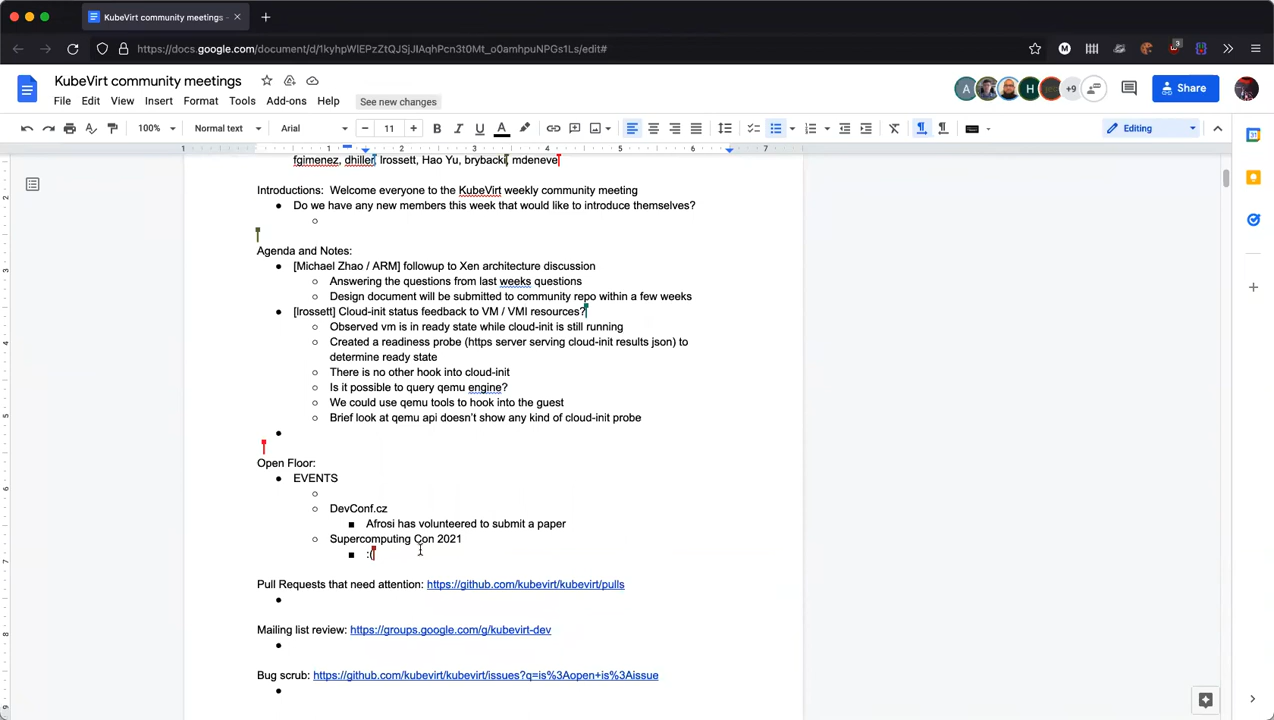 KubeVirt community meetings -
https://docs.google.com/document/d/1kyhpWlEPzZtQJSjJIAqhPcn3t0Mt_o0amhpuNPG1Ls/edit#
3
KubeVirt community meetings
File Edit View Insert Format Tools Add-ons Help See new changes
A H +9 Share
100% Normal text Arial 11 Editing
1 1 2 3 4 5 6 7
fgimenez, dhiller, lrossett, Hao Yu, brybacki, mdeneve
Introductions: Welcome everyone to the KubeVirt weekly community meeting
● Do we have any new members this week that would like to introduce themselves?
○
Agenda and Notes:
● [Michael Zhao / ARM] followup to Xen architecture discussion
○ Answering the questions from last weeks questions
○ Design document will be submitted to community repo within a few weeks
● [lrossett] Cloud-init status feedback to VM / VMI resources?
○ Observed vm is in ready state while cloud-init is still running
○ Created a readiness probe (https server serving cloud-init results json) to
determine ready state
○ There is no other hook into cloud-init
○ Is it possible to query qemu engine?
○ We could use qemu tools to hook into the guest
○ Brief look at qemu api doesn't show any kind of cloud-init probe
●
Open Floor:
● EVENTS
○
○ DevConf.cz
■ Afrosi has volunteered to submit a paper
○ Supercomputing Con 2021
■ :(
Pull Requests that need attention: https://github.com/kubevirt/kubevirt/pulls
●
Mailing list review: https://groups.google.com/g/kubevirt-dev
●
Bug scrub: https://github.com/kubevirt/kubevirt/issues?q=is%3Aopen+is%3Aissue
●